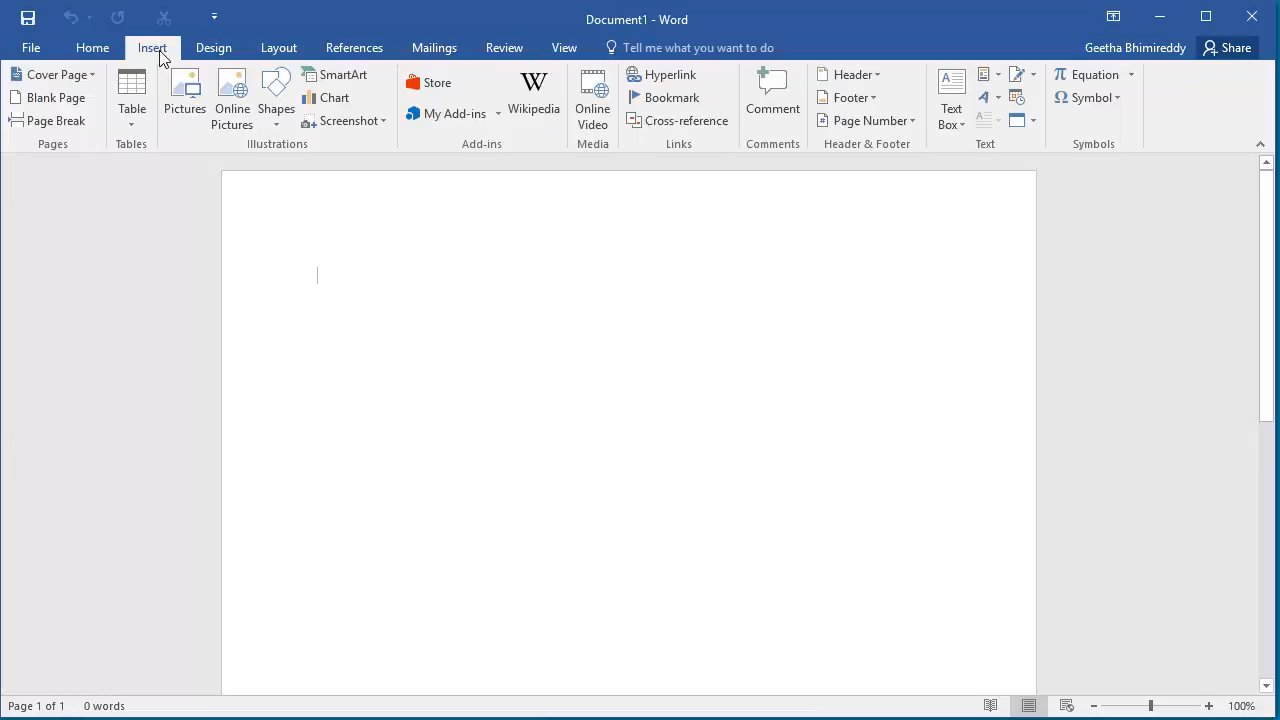 Document1 - Word
File Home Insert Design Layout References Mailings Review View Tell me what you want to do Geetha Bhimireddy Share
Cover Page
Blank Page
Page Break
Pages
Table
Tables
Pictures
Online
Pictures
Shapes
SmartArt
Chart
Screenshot
Illustrations
Store
My Add-ins
W
Wikipedia
Add-ins
Online
Video
Media
Hyperlink
Bookmark
Cross-reference
Links
Comment
Comments
Header
Footer
Page Number
Header & Footer
A
Text
Box
A
Text
π Equation
Ω Symbol
Symbols
Page 1 of 1 0 words 100%